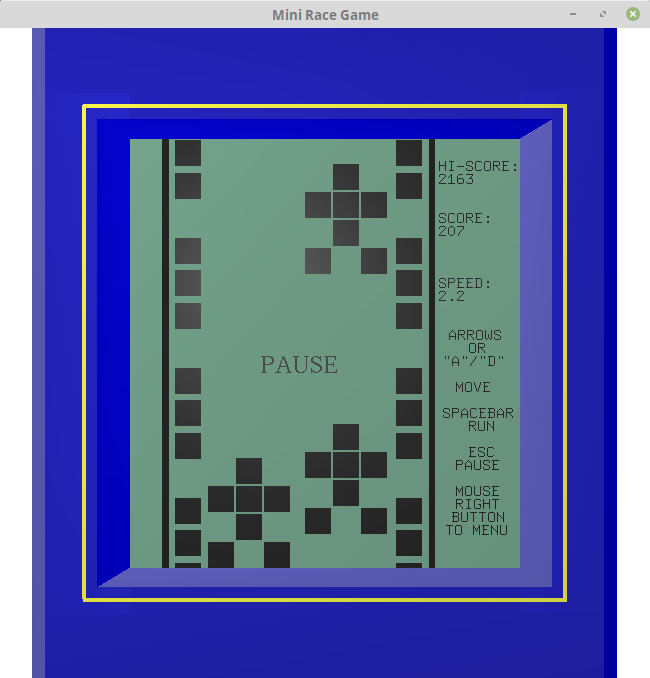 Mini Race Game
HI-SCORE:
2163
SCORE:
207
SPEED:
2.2
ARROWS
OR
"A"/"D"
MOVE
SPACEBAR
RUN
ESC
PAUSE
MOUSE
RIGHT
BUTTON
TO MENU
PAUSE